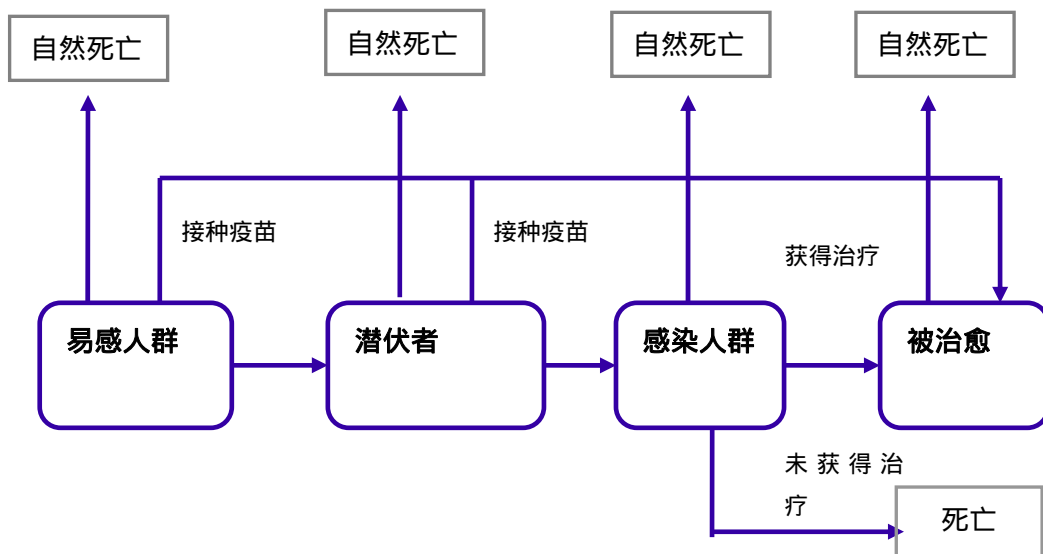 自然死亡
自然死亡
自然死亡
自然死亡
接种疫苗
接种疫苗
获得治疗
易感人群
潜伏者
感染人群
被治愈
未获得治
疗
死亡